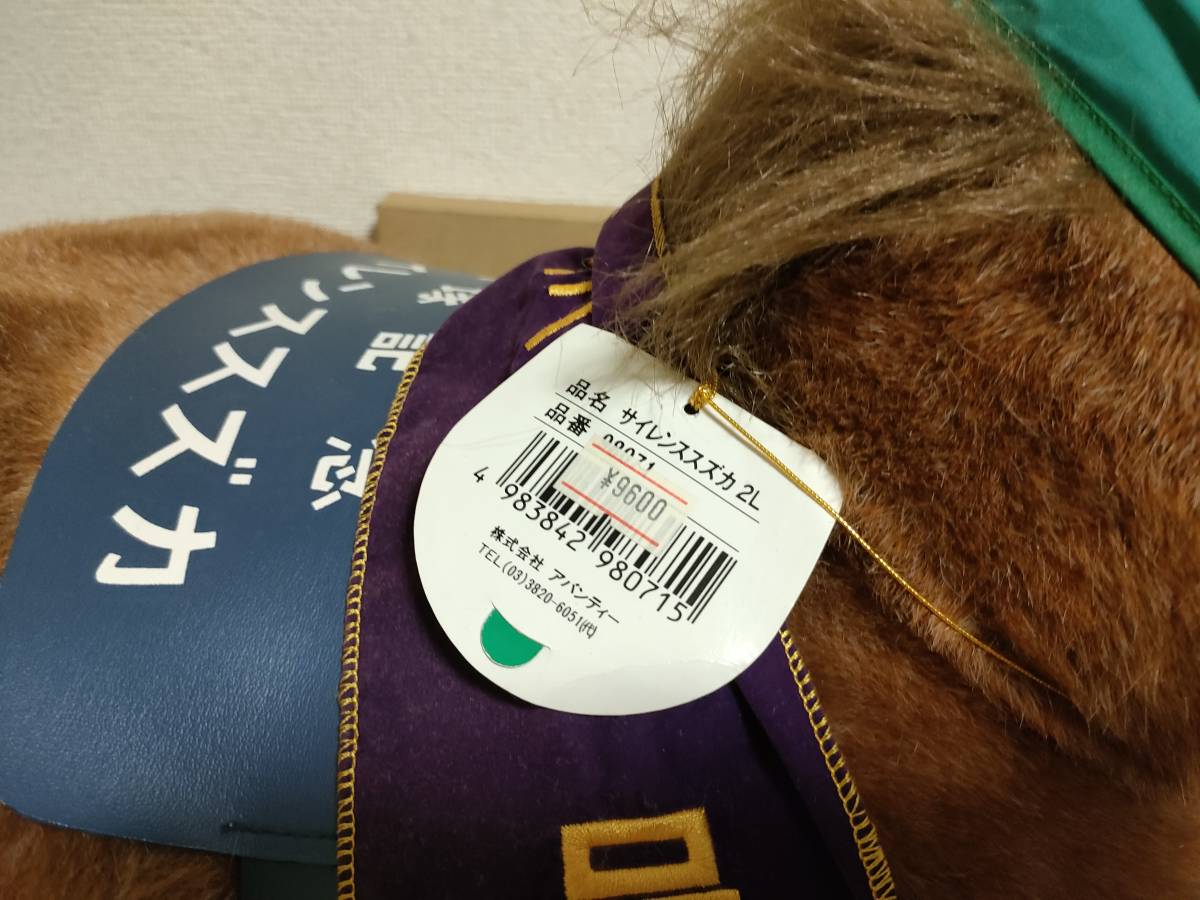 レンススズカ
記念
品名 サイレンススズカ 2L
品番
¥9600
4 983842 980715
株式会社 アバンティー
TEL(03)3820-6051㈹